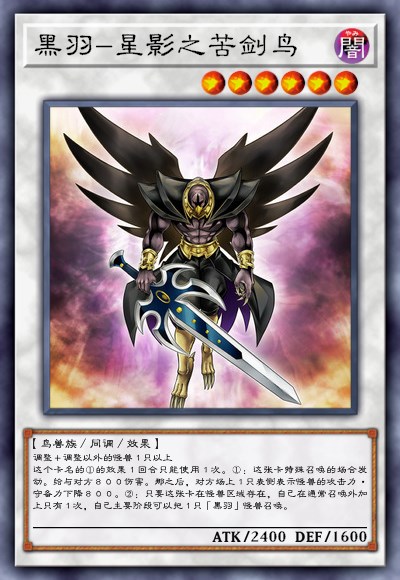 黑羽-星影之苦剑鸟
やみ
闇
【鸟兽族/同调/效果】
调整+调整以外的怪兽1只以上
这个卡名的①的效果1回合只能使用1次。①:这张卡特殊召唤的场合发
动。给与对方800伤害。那之后,对方场上1只表侧表示怪兽的攻击力·
守备力下降800。②:只要这张卡在怪兽区域存在,自己在通常召唤外加
上只有1次,自己主要阶段可以把1只「黑羽」怪兽召唤。
ATK/2400 DEF/1600